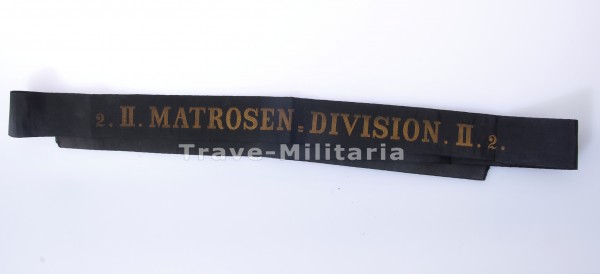 2. II. MATROSEN=DIVISION. II. 2.
Trave-Militaria